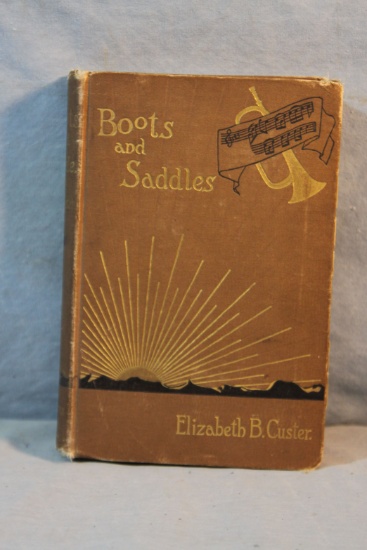 Boots
and
Saddles
Elizabeth B. Custer.